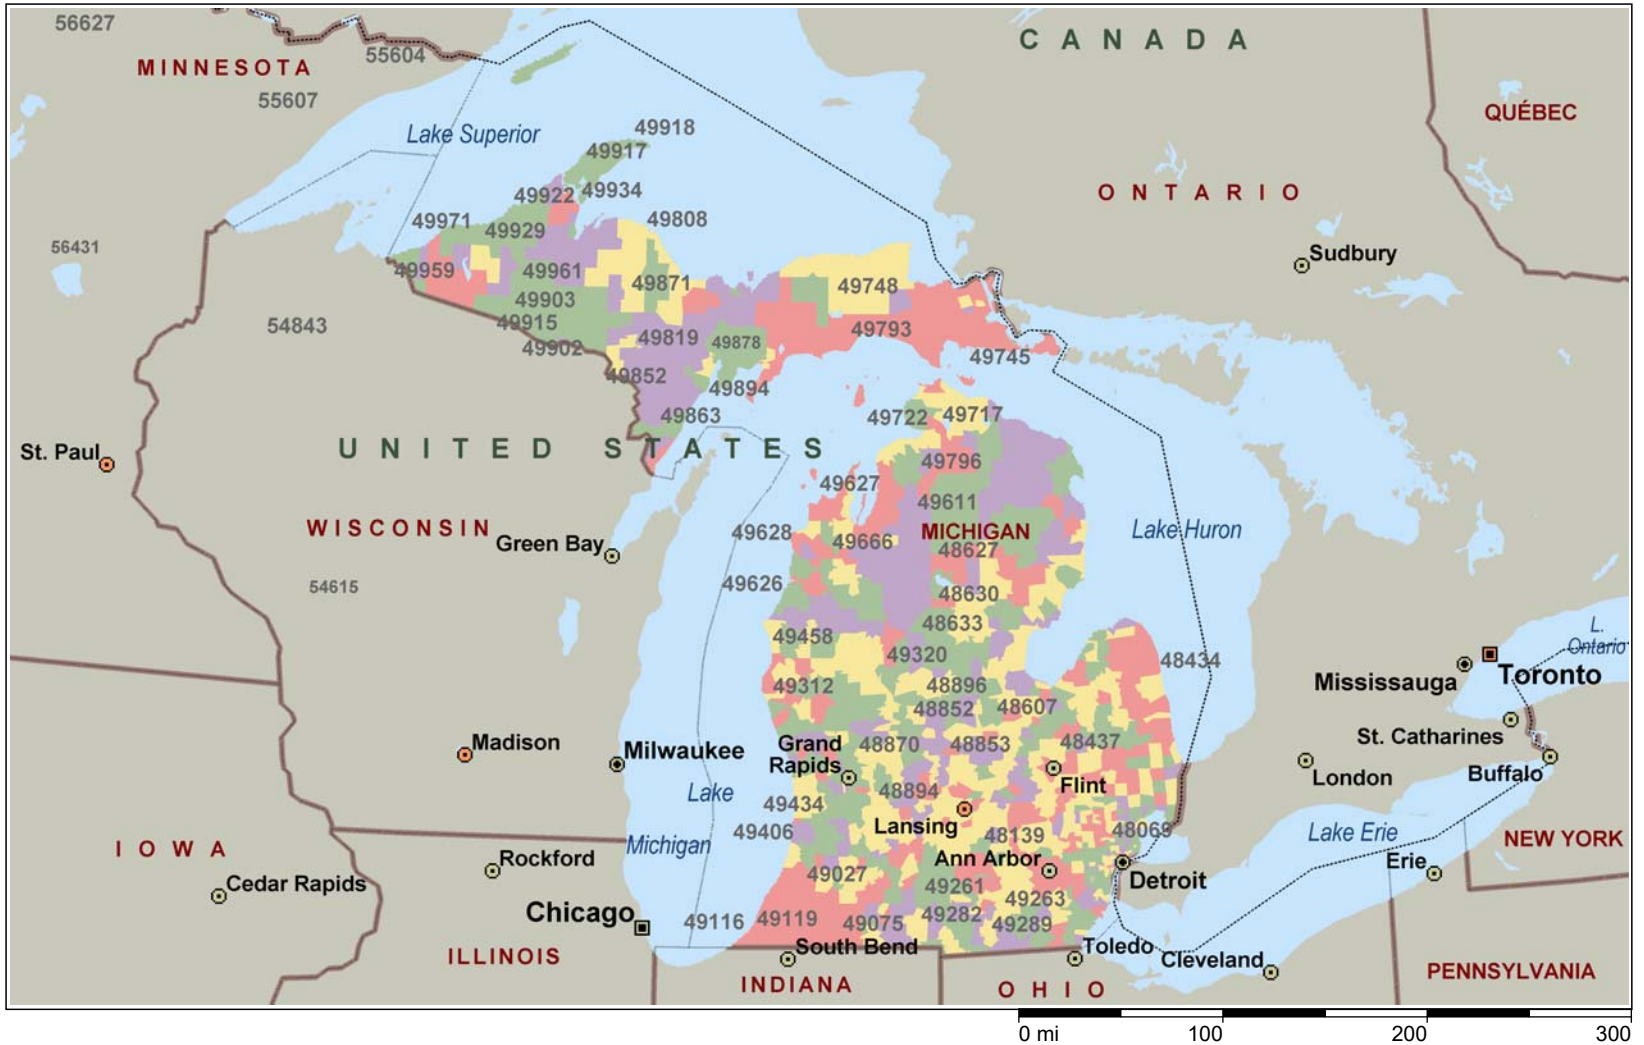 56627
CANADA
55604
MINNESOTA
55607
QUÉBEC
Lake Superior
49918
49917
49922
49934
ONTARIO
49971
49929
49808
56431
Sudbury
49959
49961
49871
49748
49903
54843
49915
49819
49878
49793
49902
49745
49852
49894
49863
49722
49717
UNITED STATES
St. Paul
49796
49627
49611
WISCONSIN
49628
MICHIGAN
Lake Huron
Green Bay
49666
48627
49626
54615
48630
48633
49458
L.
Ontario
49320
48434
49312
48896
Mississauga
Toronto
48852
48607
Madison
Milwaukee
Grand
Rapids
48870
48853
48437
St. Catharines
London
Buffalo
Flint
Lake
Michigan
48894
49434
49406
Lansing
48139
48069
Lake Erie
NEW YORK
IOWA
Rockford
Ann Arbor
Erie
Cedar Rapids
49027
49261
Detroit
49263
Chicago
49116
49119
49075
49282
49289
South Bend
Toledo
Cleveland
ILLINOIS
INDIANA
OHIO
PENNSYLVANIA
0 mi 100 200 300